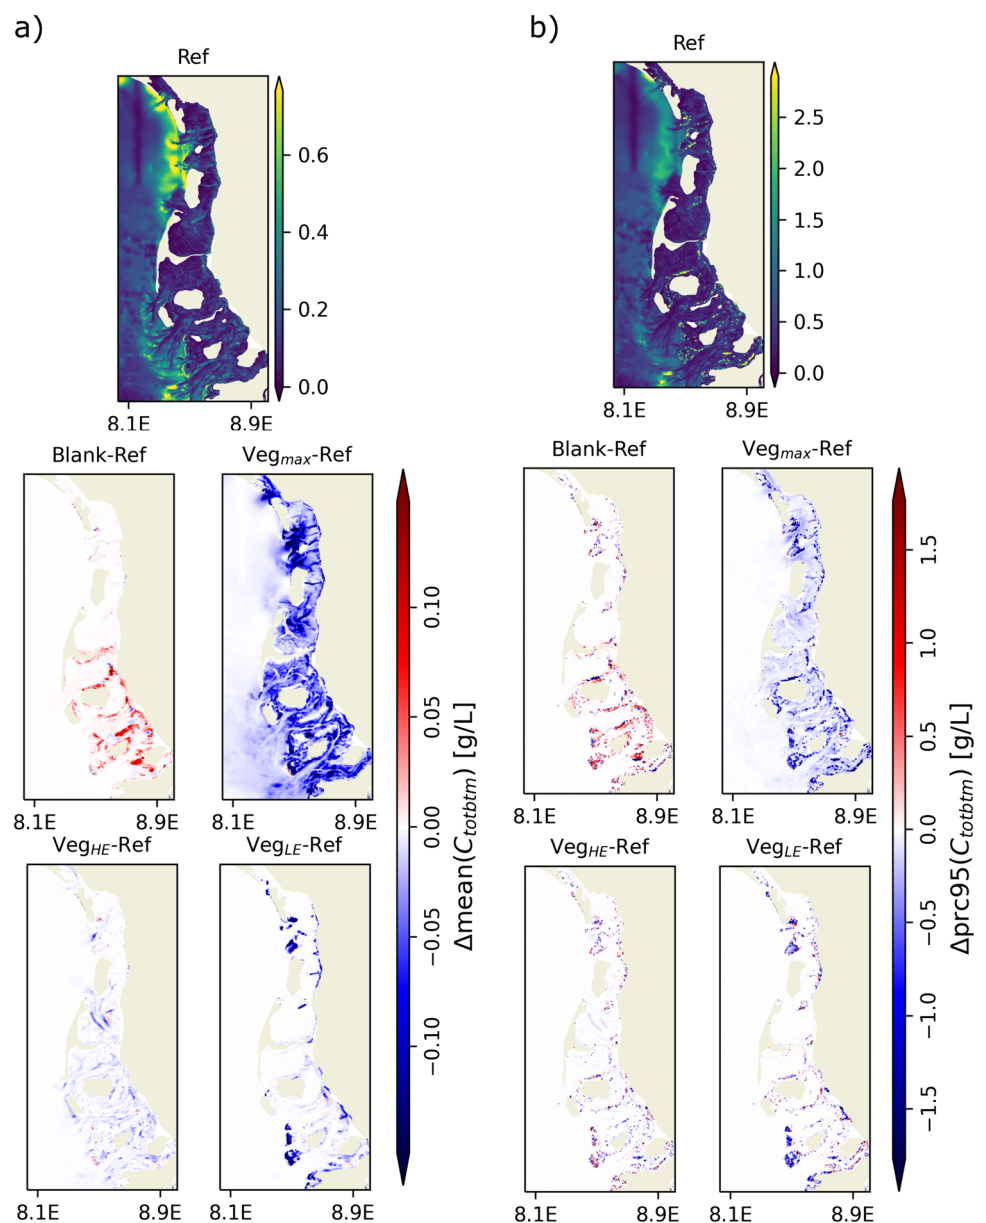 a)
Ref
0.6
0.4
0.2
0.0
8.1E 8.9E
Blank-Ref
Veg_max-Ref
8.1E 8.9E
8.1E 8.9E
Veg_HE-Ref
Veg_LE-Ref
8.1E 8.9E
8.1E 8.9E
0.10
0.05
0.00
−0.05
−0.10
Δmean(C_totbtm) [g/L]
b)
Ref
2.5
2.0
1.5
1.0
0.5
0.0
8.1E 8.9E
Blank-Ref
Veg_max-Ref
8.1E 8.9E
8.1E 8.9E
Veg_HE-Ref
Veg_LE-Ref
8.1E 8.9E
8.1E 8.9E
1.5
1.0
0.5
0.0
−0.5
−1.0
−1.5
Δprc95(C_totbtm) [g/L]